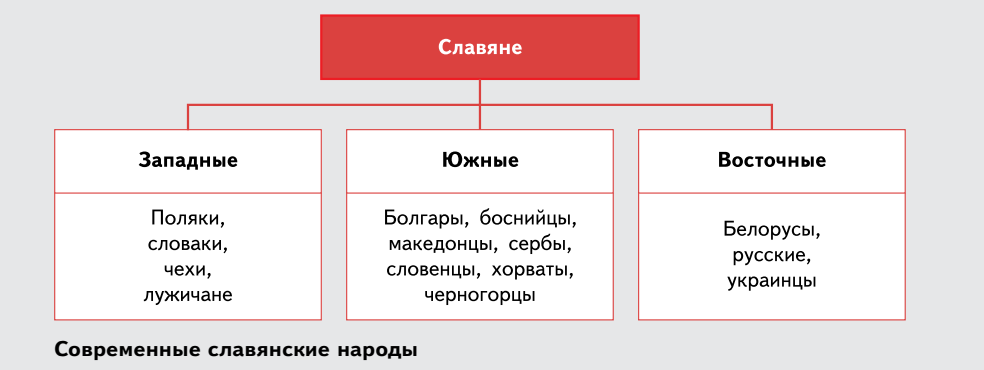 Славяне
Западные
Поляки,
словаки,
чехи,
лужичане
Южные
Болгары, боснийцы,
македонцы, сербы,
словенцы, хорваты,
черногорцы
Восточные
Белорусы,
русские,
украинцы
Современные славянские народы